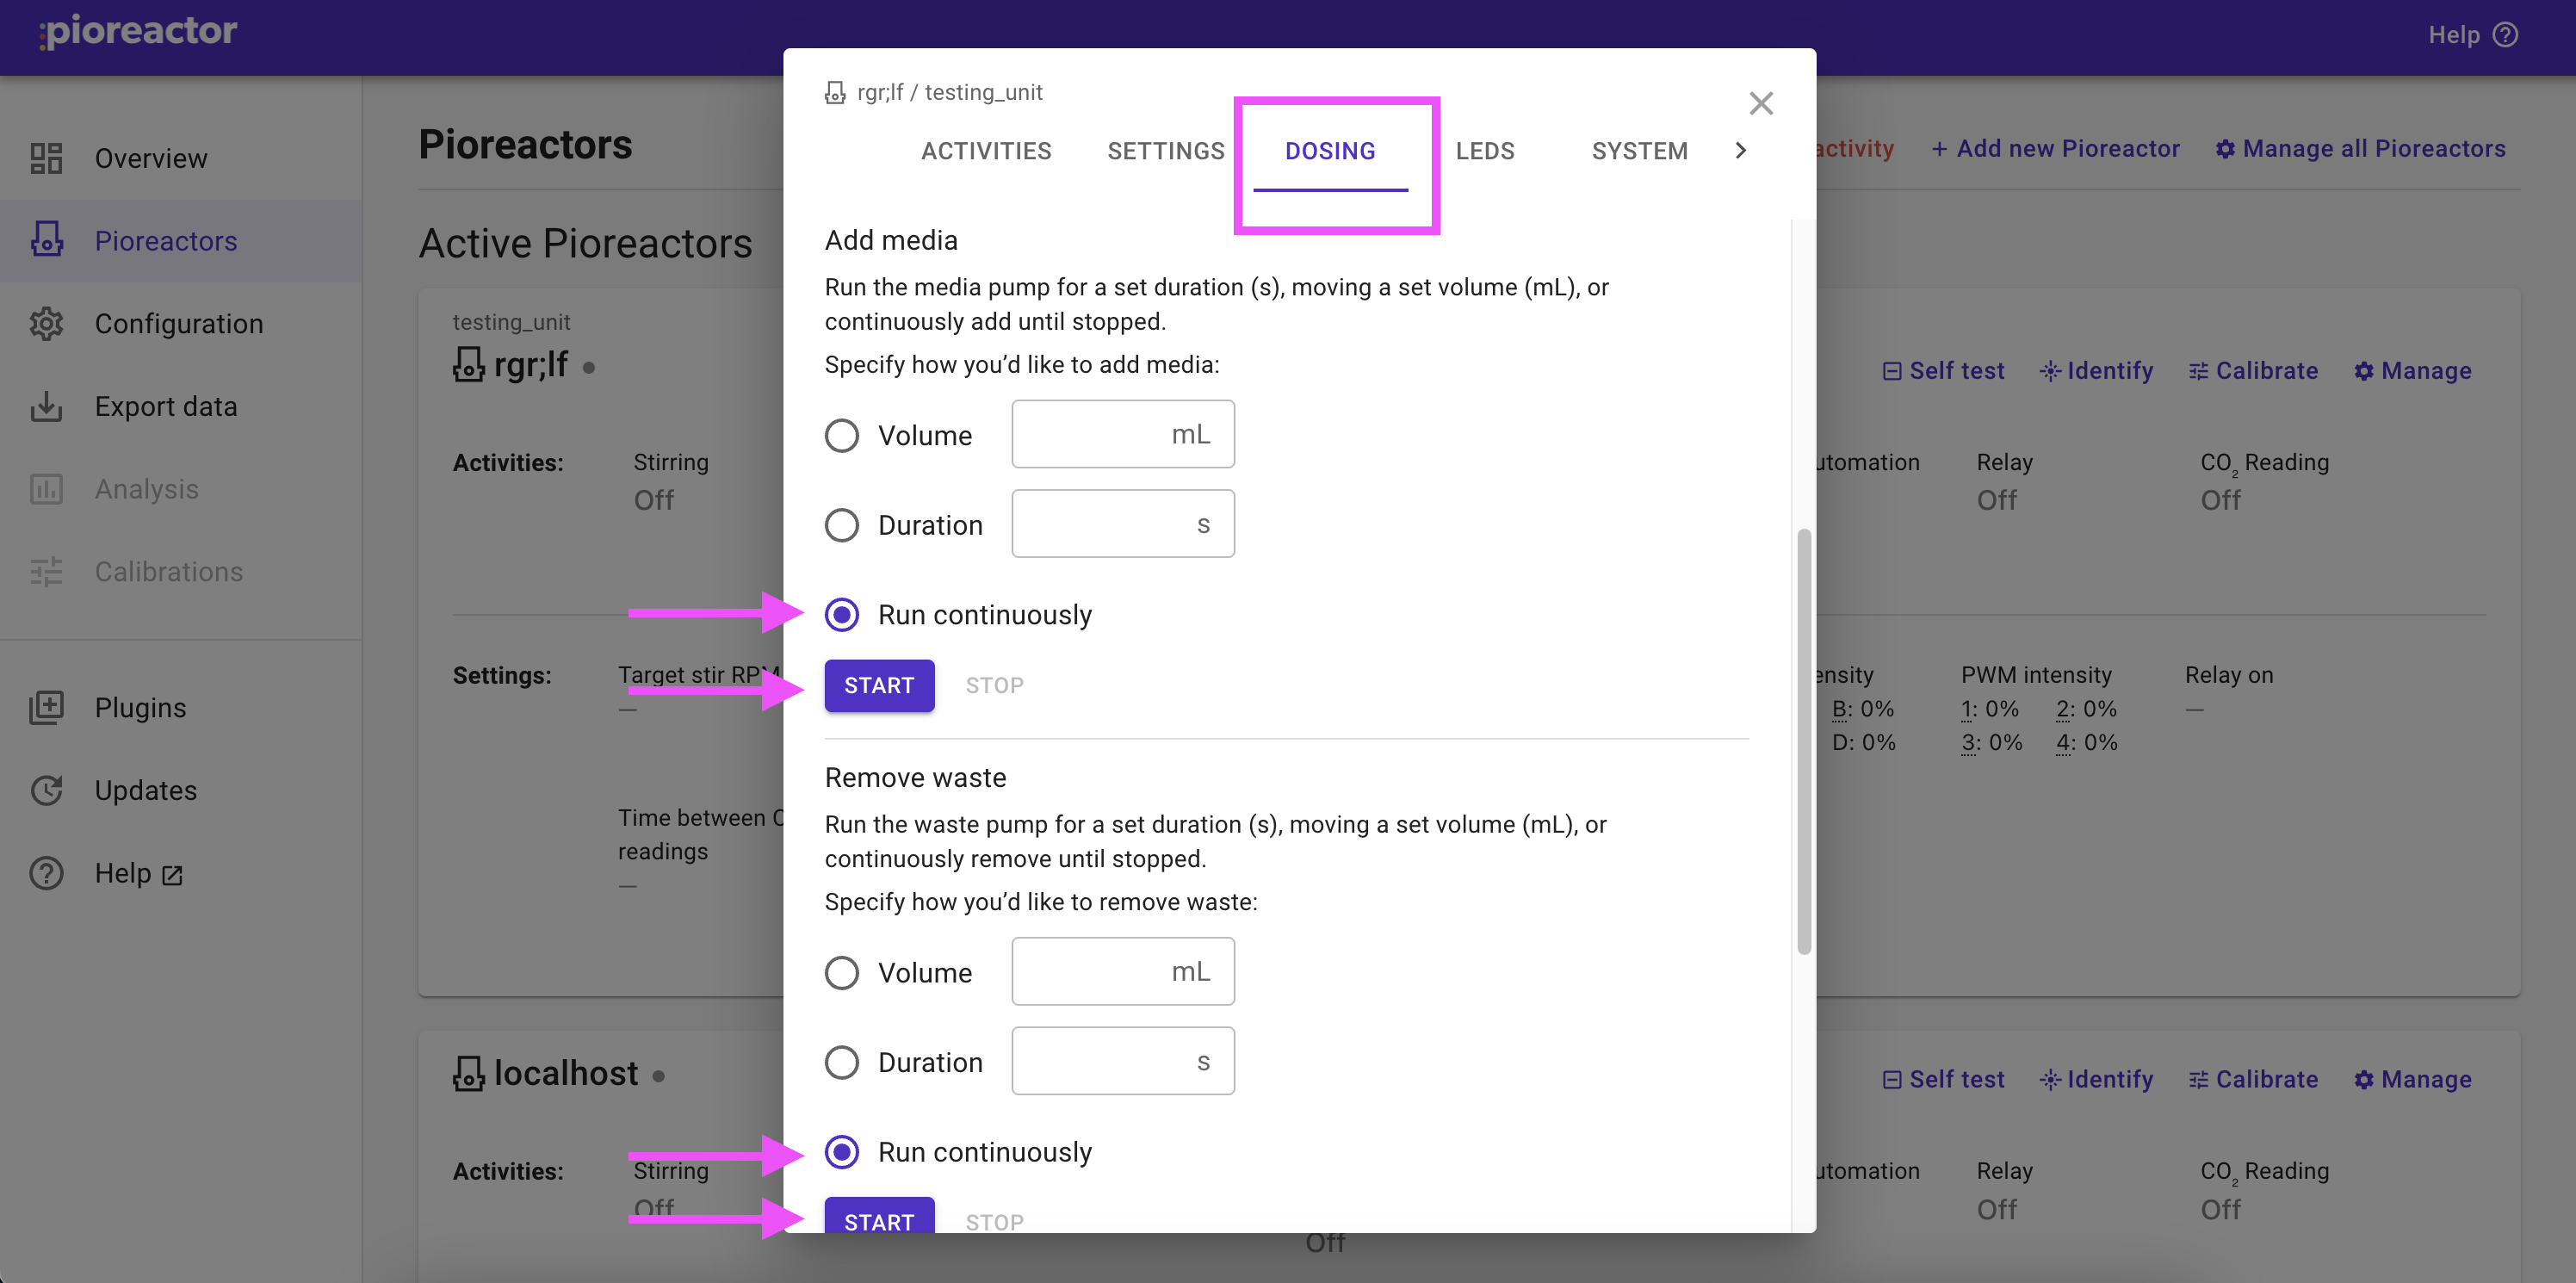 pioreactor
Help
Overview
Pioreactors
Configuration
Export data
Analysis
Calibrations
Plugins
Updates
Help
Pioreactors
activity
+ Add new Pioreactor
Manage all Pioreactors
Active Pioreactors
testing_unit
rgr;lf
Self test
Identify
Calibrate
Manage
Activities:
Stirring
Off
utomation
Relay
Off
CO2 Reading
Off
Settings:
Target stir RPM
—
Time between
readings
—
ensity
B: 0%
D: 0%
PWM intensity
1: 0% 2: 0%
3: 0% 4: 0%
Relay on
—
localhost
Self test
Identify
Calibrate
Manage
Activities:
Stirring
Off
Off
utomation
Relay
Off
CO2 Reading
Off
rgr;lf / testing_unit
ACTIVITIES
SETTINGS
DOSING
LEDS
SYSTEM
Add media
Run the media pump for a set duration (s), moving a set volume (mL), or
continuously add until stopped.
Specify how you’d like to add media:
Volume
mL
Duration
s
Run continuously
START
STOP
Remove waste
Run the waste pump for a set duration (s), moving a set volume (mL), or
continuously remove until stopped.
Specify how you’d like to remove waste:
Volume
mL
Duration
s
Run continuously
START
STOP